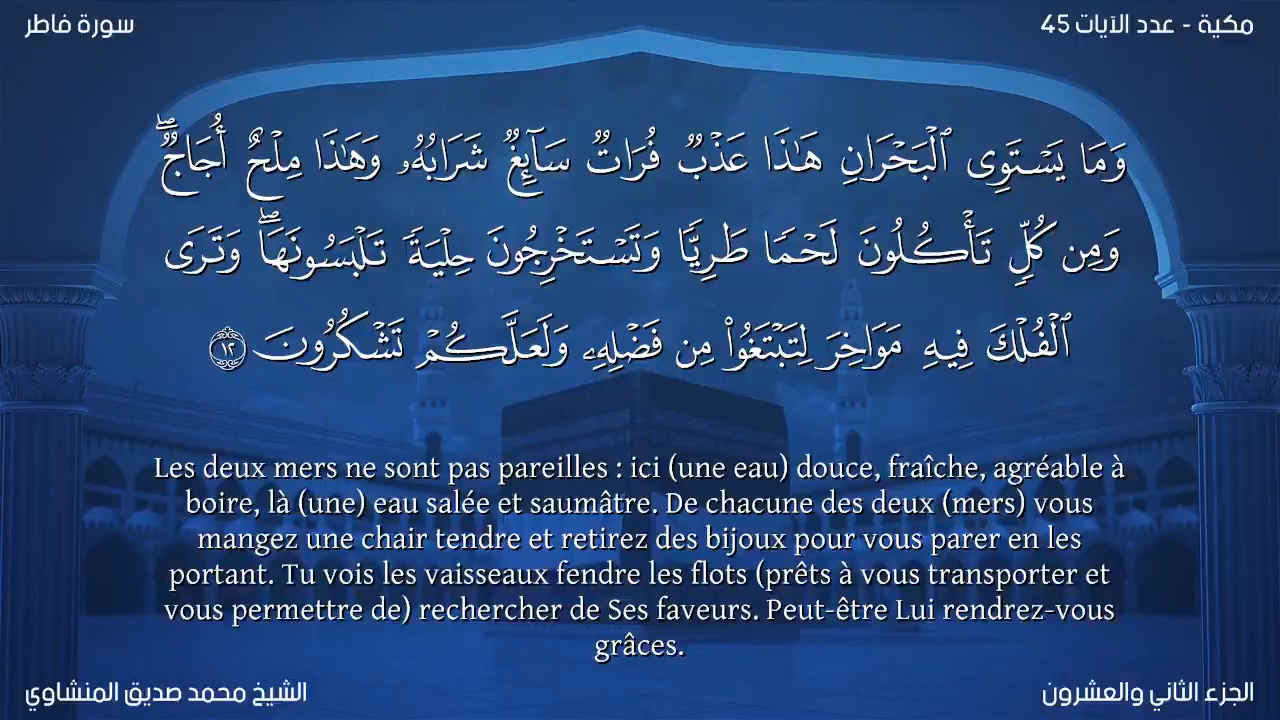 مكية - عدد الآيات 45
سورة فاطر
وَمَا يَسْتَوِى ٱلْبَحْرَانِ هَٰذَا عَذْبٌ فُرَاتٌ سَآئِغٌ شَرَابُهُۥ وَهَٰذَا مِلْحٌ أُجَاجٌ ۖ
وَمِن كُلٍّ تَأْكُلُونَ لَحْمًا طَرِيًّا وَتَسْتَخْرِجُونَ حِلْيَةً تَلْبَسُونَهَا ۖ وَتَرَى
ٱلْفُلْكَ فِيهِ مَوَاخِرَ لِتَبْتَغُوا۟ مِن فَضْلِهِۦ وَلَعَلَّكُمْ تَشْكُرُونَ ١٢
Les deux mers ne sont pas pareilles : ici (une eau) douce, fraîche, agréable à
boire, là (une) eau salée et saumâtre. De chacune des deux (mers) vous
mangez une chair tendre et retirez des bijoux pour vous parer en les
portant. Tu vois les vaisseaux fendre les flots (prêts à vous transporter et
vous permettre de) rechercher de Ses faveurs. Peut-être Lui rendrez-vous
grâces.
الجزء الثاني والعشرون
الشيخ محمد صديق المنشاوي